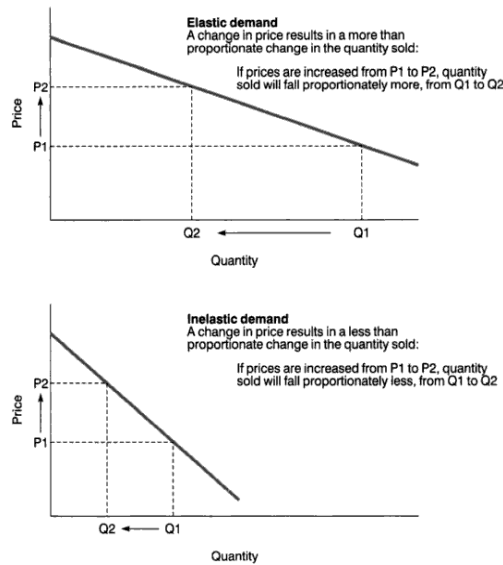 Elastic demand
A change in price results in a more than
proportionate change in the quantity sold:
If prices are increased from P1 to P2, quantity
sold will fall proportionately more, from Q1 to Q2
P2
Price
P1
Q2
Q1
Quantity
Inelastic demand
A change in price results in a less than
proportionate change in the quantity sold:
If prices are increased from P1 to P2, quantity
sold will fall proportionately less, from Q1 to Q2
P2
Price
P1
Q2
Q1
Quantity